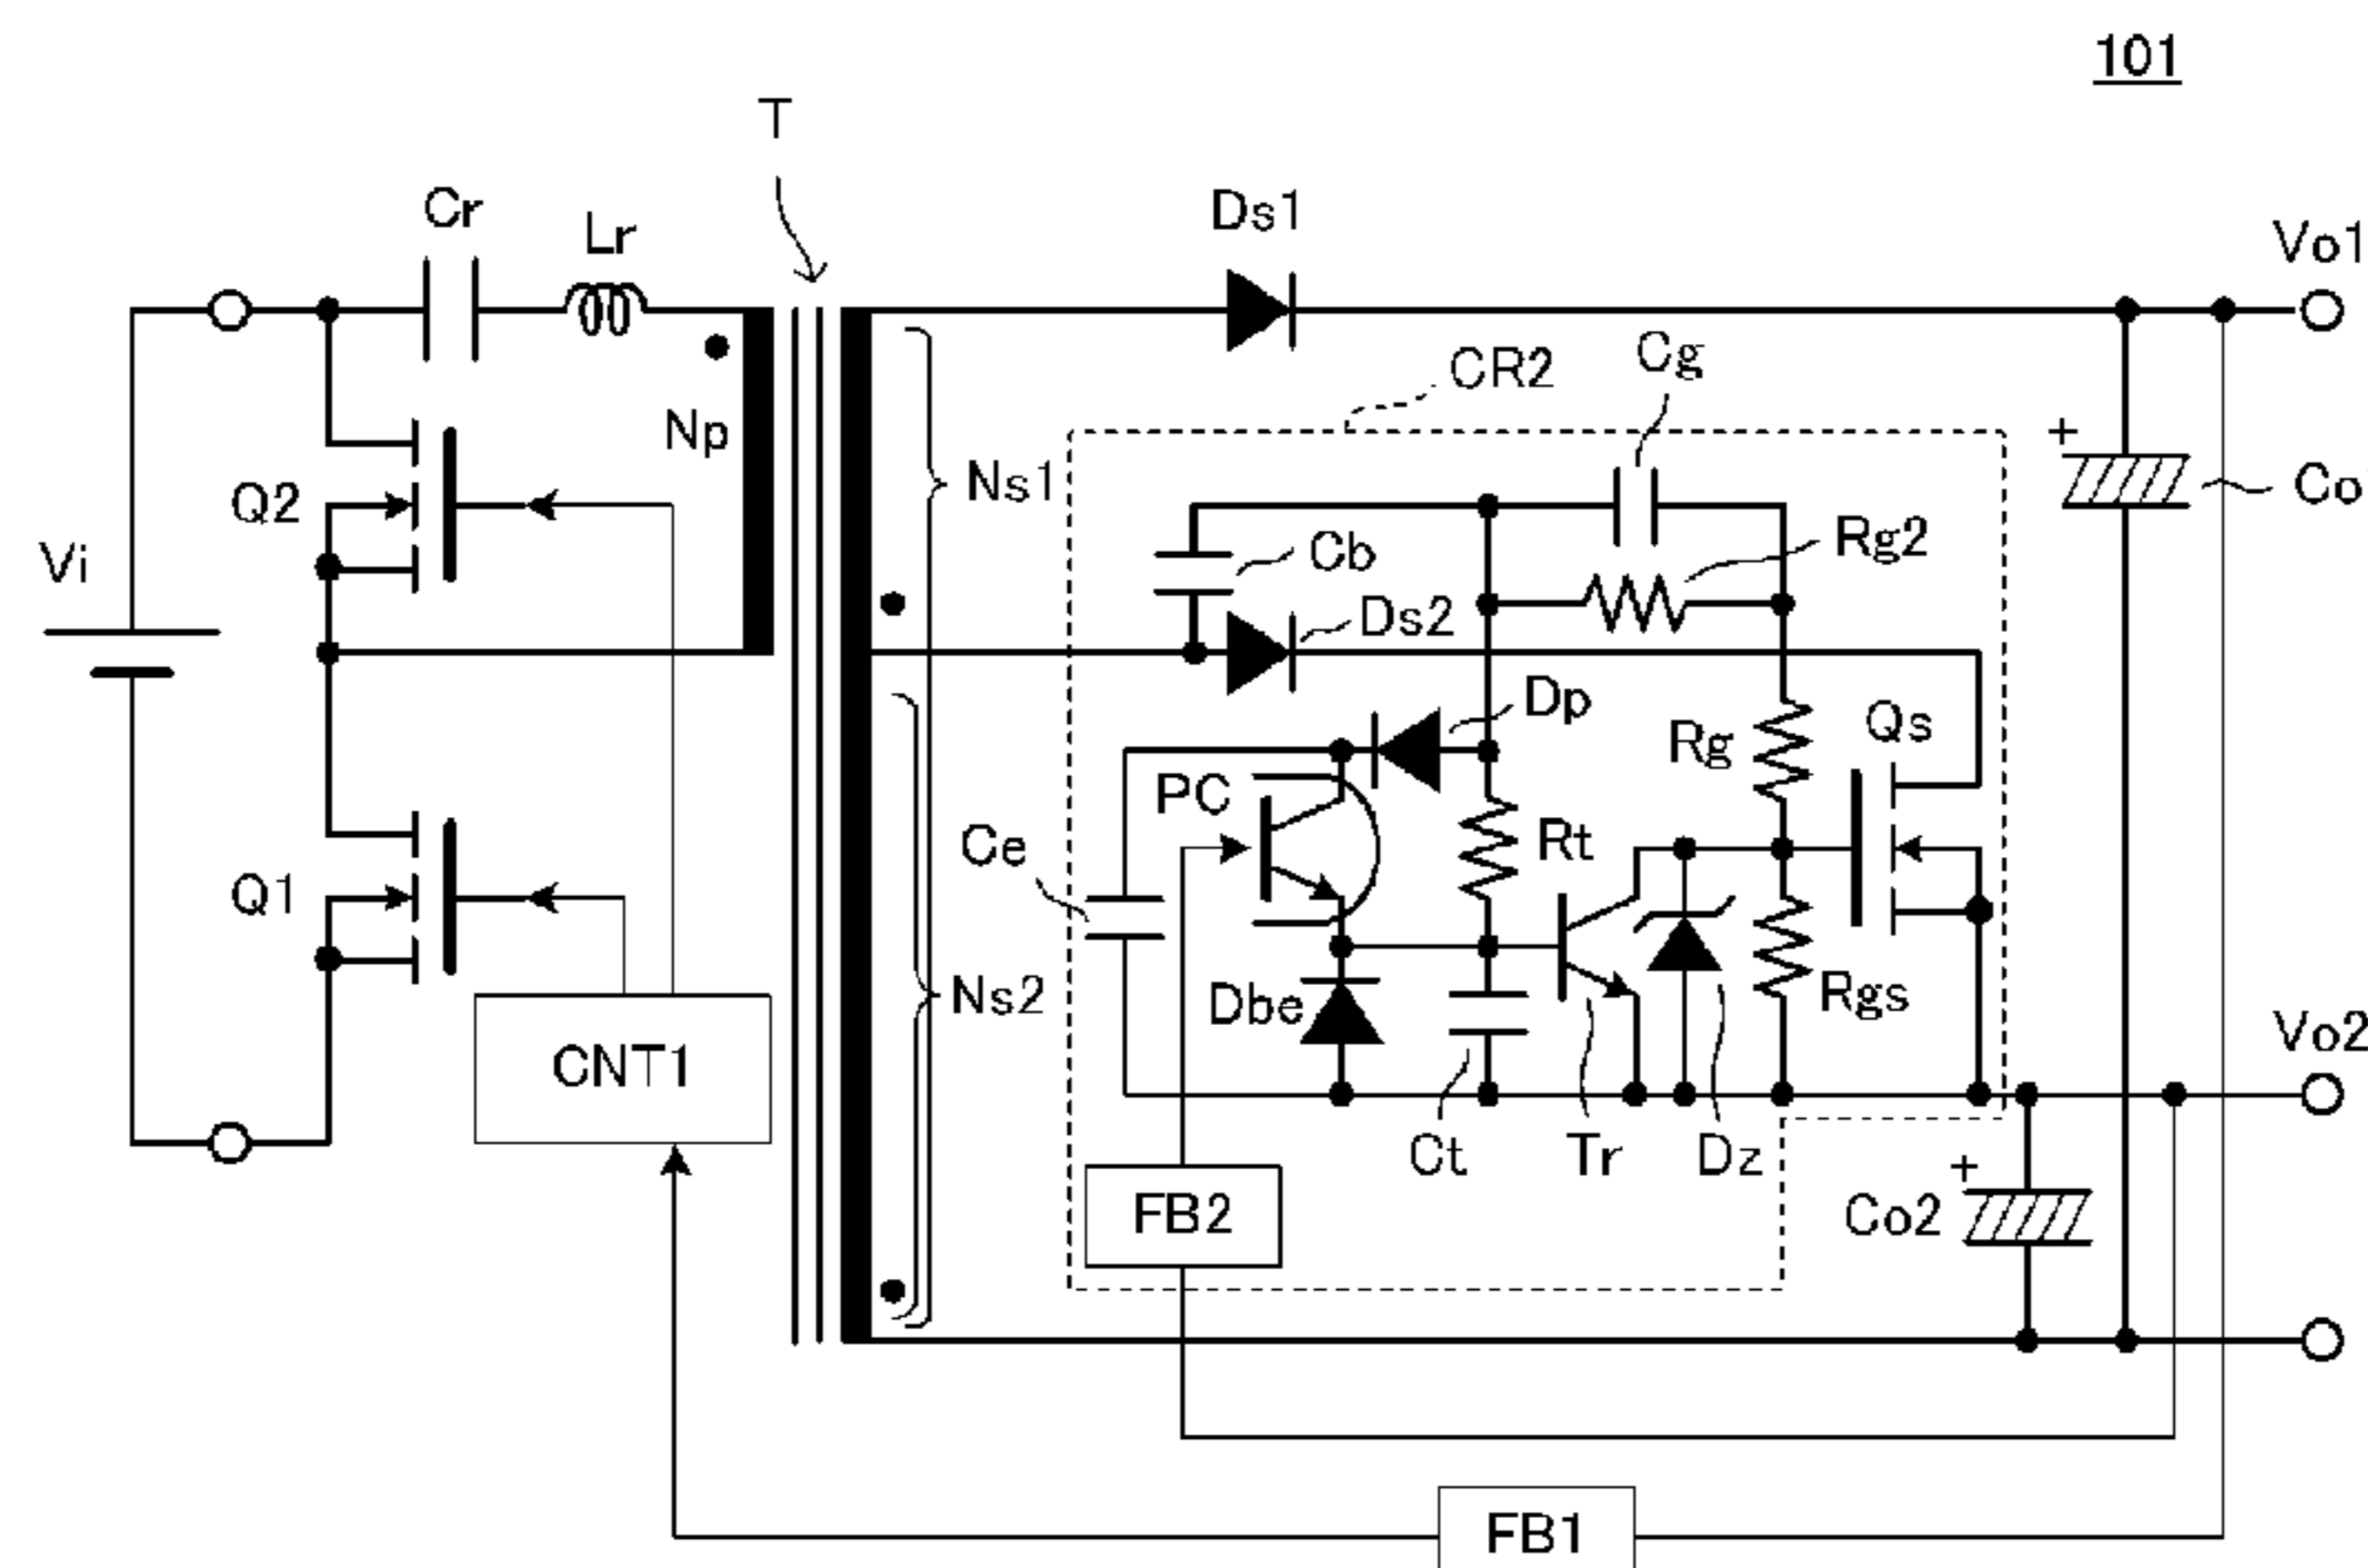 101
T
Cr
Lr
Ds1
Vo1
CR2
Cg
Np
Ns1
Co
Q2
Cb
Rg2
Vi
Ds2
Dp
Rg
Qs
PC
Ce
Rt
Q1
Ns2
Dbe
Rgs
CNT1
Vo2
Ct
Tr
Dz
FB2
Co2
FB1
+
+